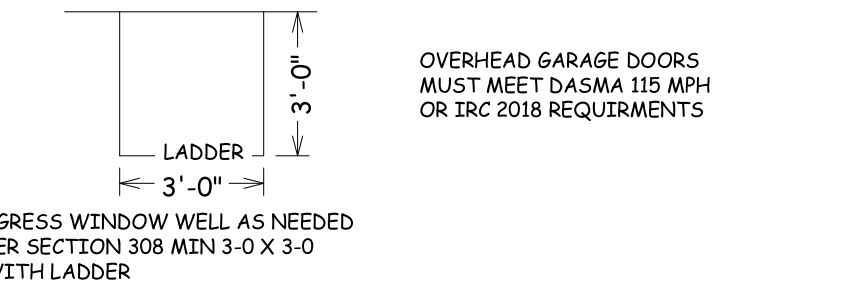 3'-0"
LADDER
3'-0"
GRESS WINDOW WELL AS NEEDED
ER SECTION 308 MIN 3-0 X 3-0
WITH LADDER
OVERHEAD GARAGE DOORS
MUST MEET DASMA 115 MPH
OR IRC 2018 REQUIRMENTS